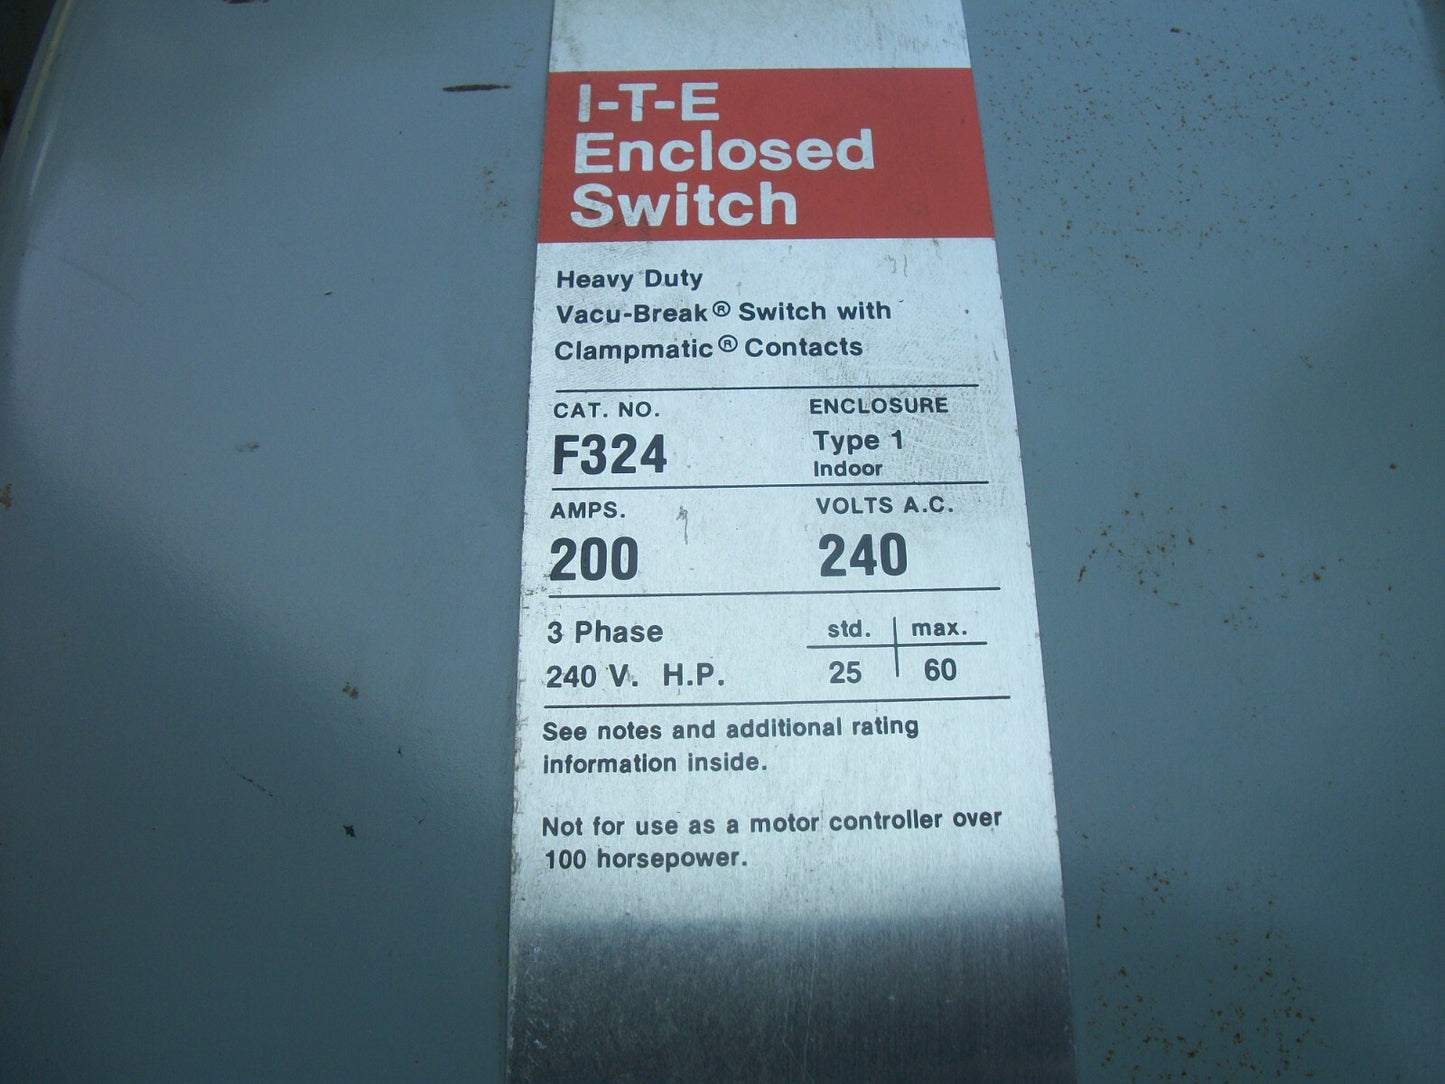 I-T-E
Enclosed
Switch
Heavy Duty
Vacu-Break® Switch with
Clampmatic® Contacts
CAT. NO. ENCLOSURE
F324 Type 1
Indoor
AMPS. VOLTS A.C.
200 240
3 Phase std. max.
240 V. H.P. 25 60
See notes and additional rating
information inside.
Not for use as a motor controller over
100 horsepower.